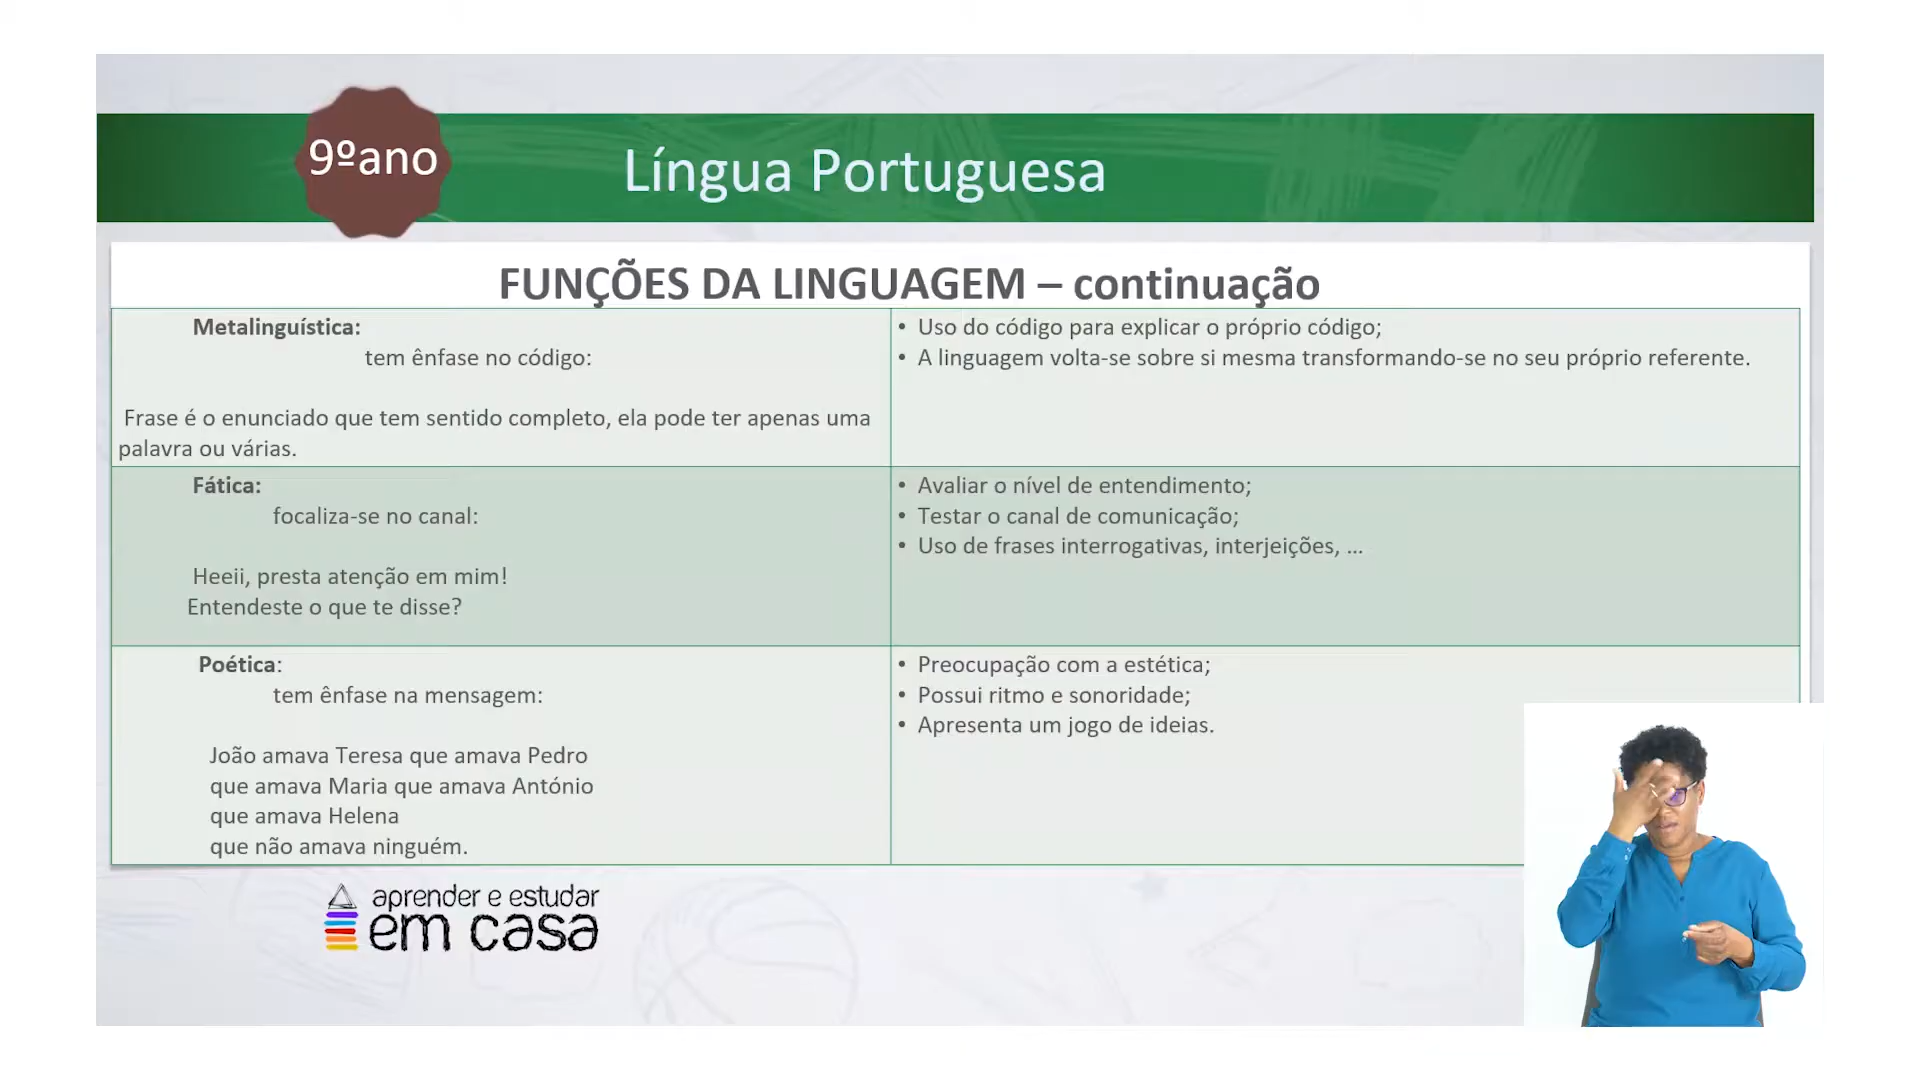 9ºano
Língua Portuguesa
FUNÇÕES DA LINGUAGEM – continuação
Metalinguística:
tem ênfase no código:
Frase é o enunciado que tem sentido completo, ela pode ter apenas uma
palavra ou várias.
• Uso do código para explicar o próprio código;
• A linguagem volta-se sobre si mesma transformando-se no seu próprio referente.
Fática:
focaliza-se no canal:
Heeii, presta atenção em mim!
Entendeste o que te disse?
• Avaliar o nível de entendimento;
• Testar o canal de comunicação;
• Uso de frases interrogativas, interjeições, ...
Poética:
tem ênfase na mensagem:
João amava Teresa que amava Pedro
que amava Maria que amava António
que amava Helena
que não amava ninguém.
• Preocupação com a estética;
• Possui ritmo e sonoridade;
• Apresenta um jogo de ideias.
aprender e estudar
em casa